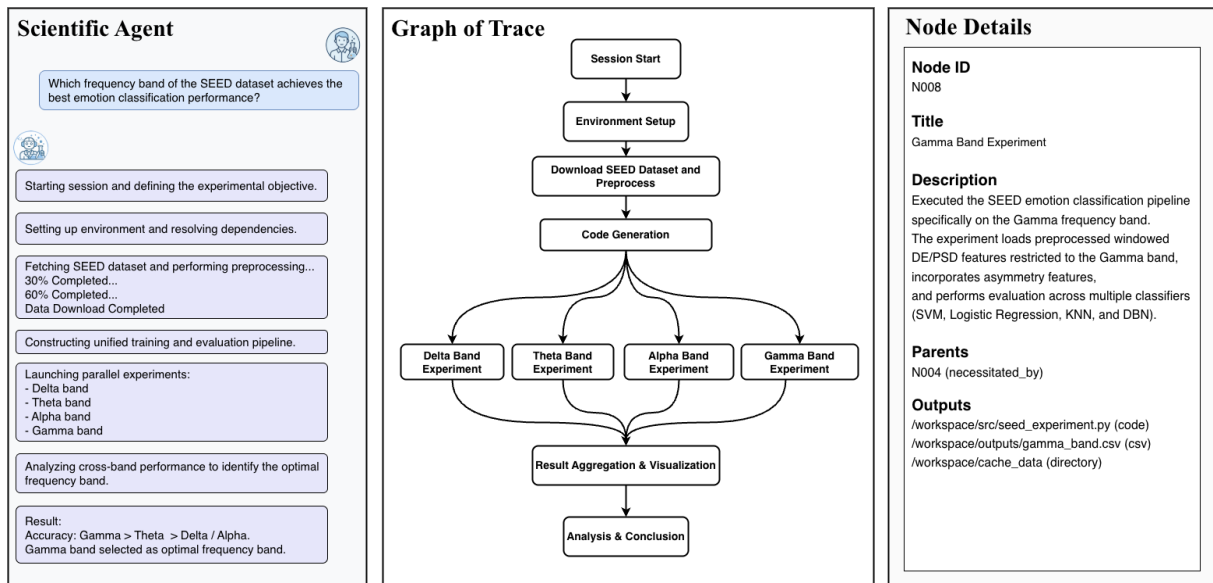 Scientific Agent
Which frequency band of the SEED dataset achieves the
best emotion classification performance?
Starting session and defining the experimental objective.
Setting up environment and resolving dependencies.
Fetching SEED dataset and performing preprocessing...
30% Completed...
60% Completed...
Data Download Completed
Constructing unified training and evaluation pipeline.
Launching parallel experiments:
- Delta band
- Theta band
- Alpha band
- Gamma band
Analyzing cross-band performance to identify the optimal
frequency band.
Result:
Accuracy: Gamma > Theta > Delta / Alpha.
Gamma band selected as optimal frequency band.
Graph of Trace
Session Start
Environment Setup
Download SEED Dataset and
Preprocess
Code Generation
Delta Band
Experiment
Theta Band
Experiment
Alpha Band
Experiment
Gamma Band
Experiment
Result Aggregation & Visualization
Analysis & Conclusion
Node Details
Node ID
N008
Title
Gamma Band Experiment
Description
Executed the SEED emotion classification pipeline
specifically on the Gamma frequency band.
The experiment loads preprocessed windowed
DE/PSD features restricted to the Gamma band,
incorporates asymmetry features,
and performs evaluation across multiple classifiers
(SVM, Logistic Regression, KNN, and DBN).
Parents
N004 (necessitated_by)
Outputs
/workspace/src/seed_experiment.py (code)
/workspace/outputs/gamma_band.csv (csv)
/workspace/cache_data (directory)